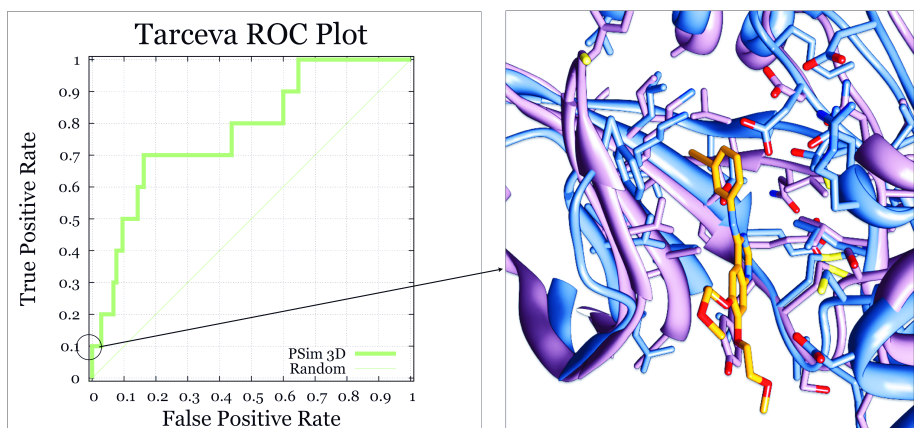 Tarceva ROC Plot
True Positive Rate
1
0.9
0.8
0.7
0.6
0.5
0.4
0.3
0.2
0.1
0
PSim 3D
Random
0 0.1 0.2 0.3 0.4 0.5 0.6 0.7 0.8 0.9 1
False Positive Rate